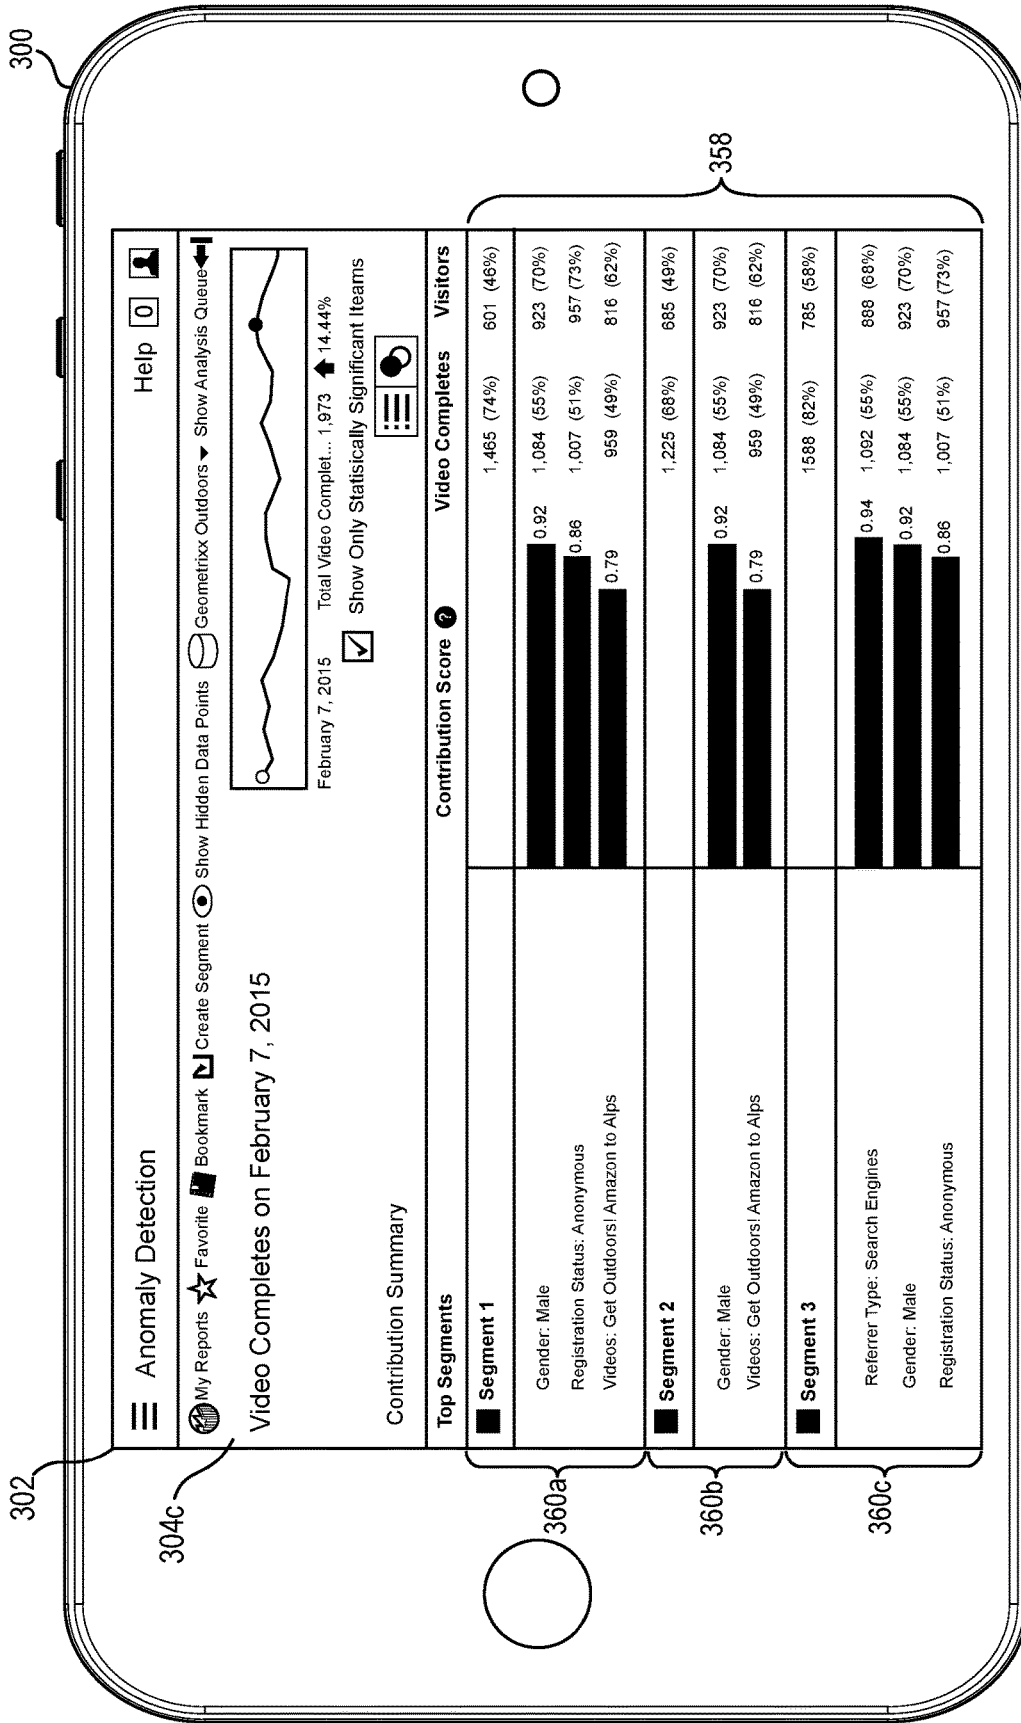 300
302
Anomaly Detection
Help 0
My Reports Favorite Bookmark Create Segment Show Hidden Data Points Geometrixx Outdoors Show Analysis Queue
304c
Video Completes on February 7, 2015
February 7, 2015 Total Video Complet... 1,973 14.44%
Show Only Statisically Significant Iteams
Contribution Summary
Top Segments Contribution Score ? Video Completes Visitors
Segment 1 1,465 (74%) 601 (46%)
Gender: Male 0.92 1,084 (55%) 923 (70%)
Registration Status: Anonymous 0.86 1,007 (51%) 957 (73%)
Videos: Get Outdoors! Amazon to Alps 0.79 959 (49%) 816 (62%)
360a
Segment 2 1,225 (68%) 685 (49%)
Gender: Male 0.92 1,084 (55%) 923 (70%)
Videos: Get Outdoors! Amazon to Alps 0.79 959 (49%) 816 (62%)
360b
358
Segment 3 1588 (82%) 785 (58%)
Referrer Type: Search Engines 0.94 1,092 (55%) 888 (68%)
Gender: Male 0.92 1,084 (55%) 923 (70%)
Registration Status: Anonymous 0.86 1,007 (51%) 957 (73%)
360c